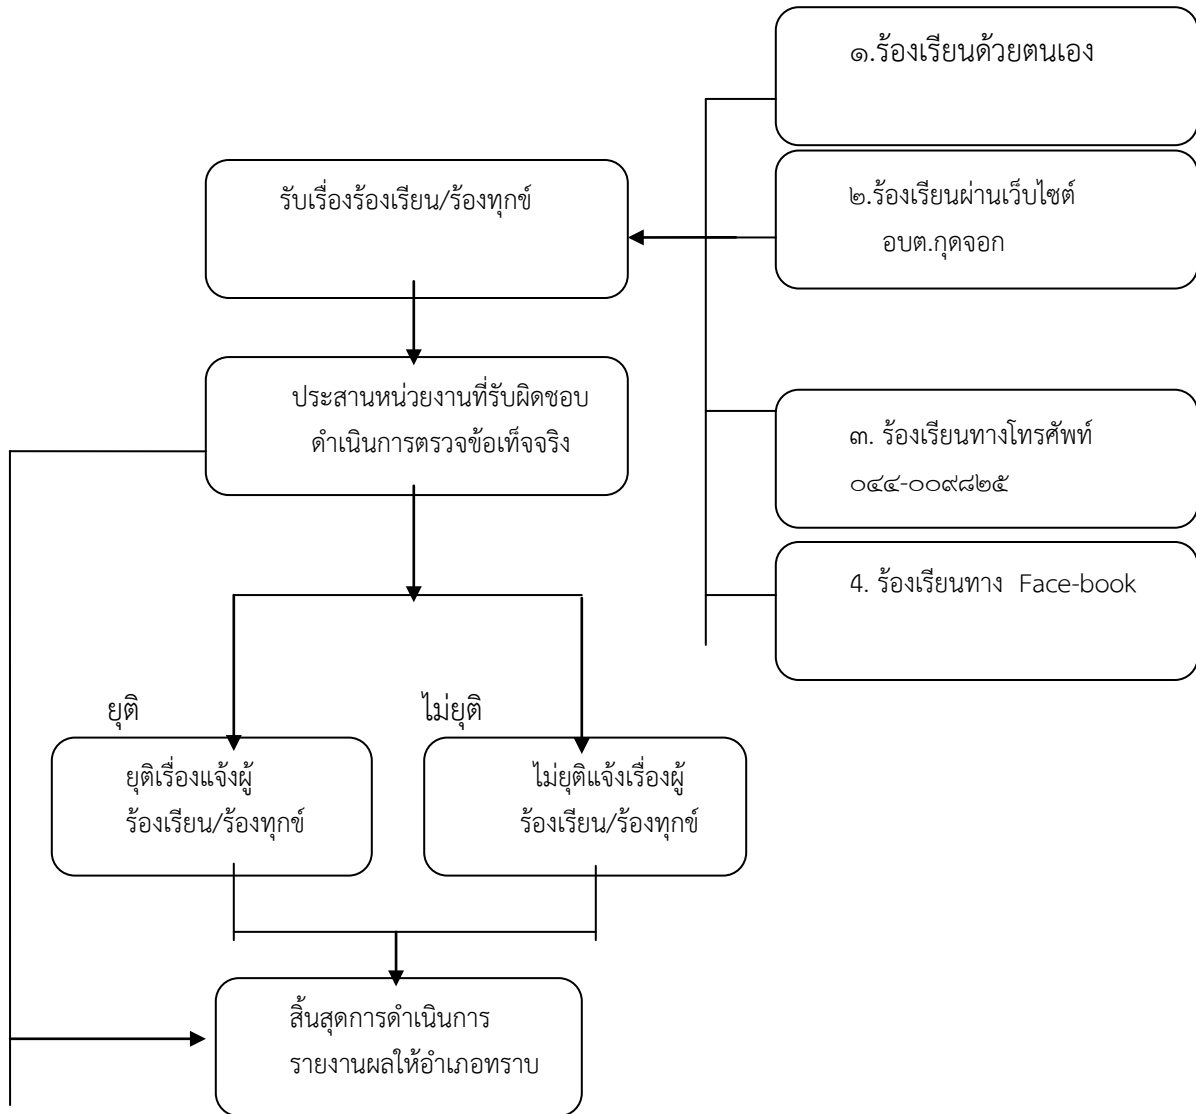 ๑.ร้องเรียนด้วยตนเอง
รับเรื่องร้องเรียน/ร้องทุกข์
๒.ร้องเรียนผ่านเว็บไซต์
อบต.กุดจอก
ประสานหน่วยงานที่รับผิดชอบ
ดำเนินการตรวจข้อเท็จจริง
๓. ร้องเรียนทางโทรศัพท์
๐๔๔-๐๐๙๘๒๕
4. ร้องเรียนทาง Face-book
ยุติ
ไม่ยุติ
ยุติเรื่องแจ้งผู้
ร้องเรียน/ร้องทุกข์
ไม่ยุติแจ้งเรื่องผู้
ร้องเรียน/ร้องทุกข์
สิ้นสุดการดำเนินการ
รายงานผลให้อำเภอทราบ